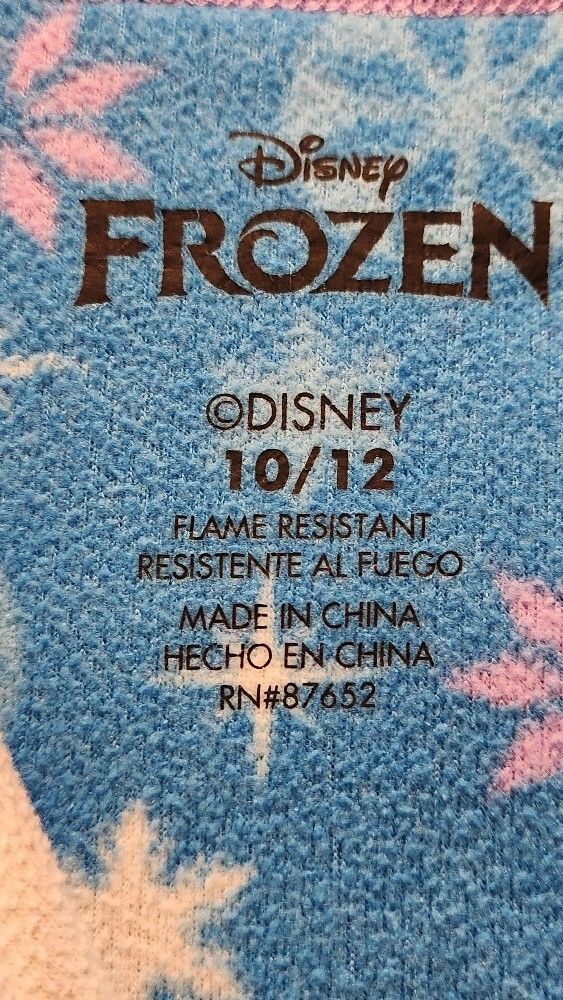 Disney
FROZEN
©DISNEY
10/12
FLAME RESISTANT
RESISTENTE AL FUEGO
MADE IN CHINA
HECHO EN CHINA
RN#87652